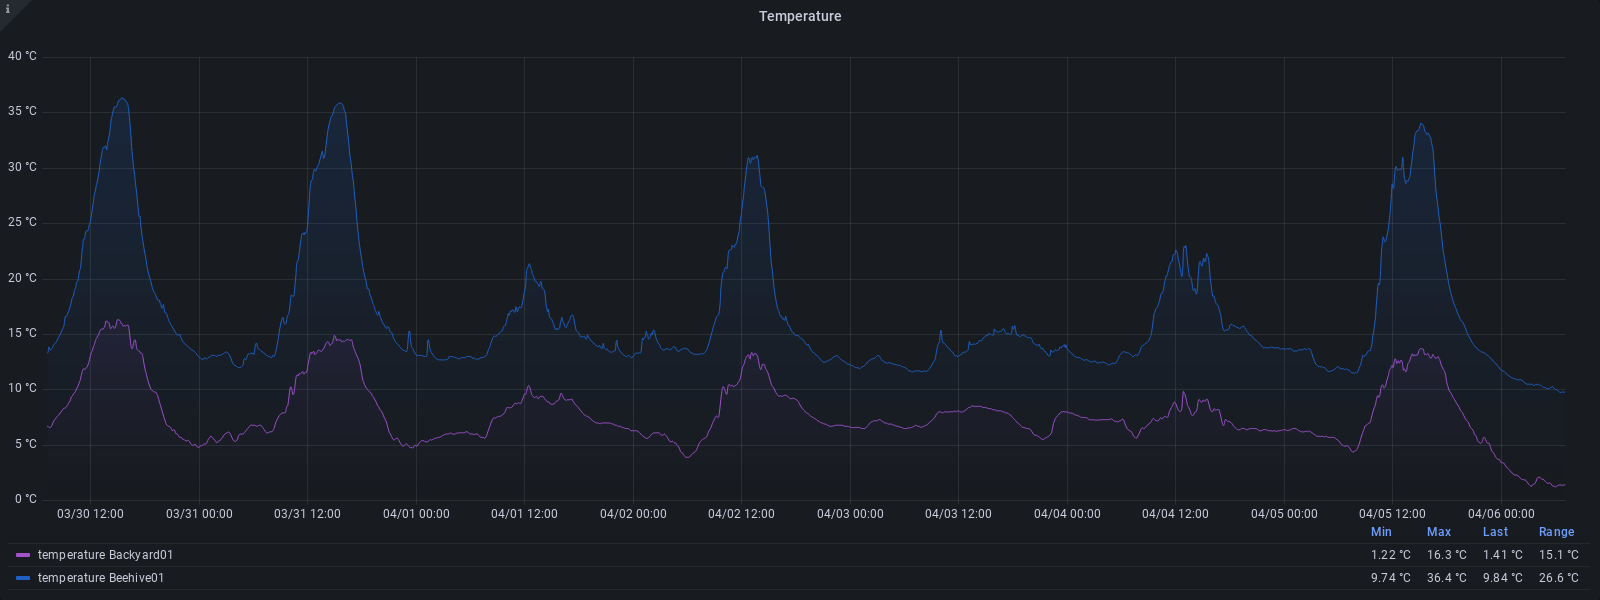 i
Temperature
40 °C
35 °C
30 °C
25 °C
20 °C
15 °C
10 °C
5 °C
0 °C
03/30 12:00 03/31 00:00 03/31 12:00 04/01 00:00 04/01 12:00 04/02 00:00 04/02 12:00 04/03 00:00 04/03 12:00 04/04 00:00 04/04 12:00 04/05 00:00 04/05 12:00 04/06 00:00
Min Max Last Range
temperature Backyard01 1.22 °C 16.3 °C 1.41 °C 15.1 °C
temperature Beehive01 9.74 °C 36.4 °C 9.84 °C 26.6 °C